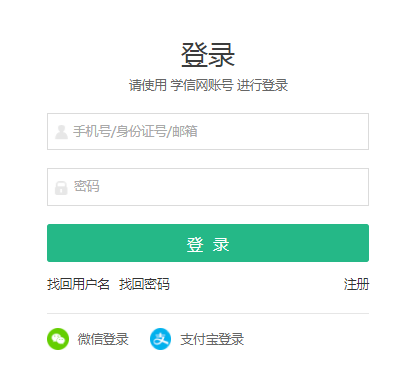 登录
请使用 学信网账号 进行登录
手机号/身份证号/邮箱
密码
登 录
找回用户名 找回密码 注册
微信登录 支付宝登录